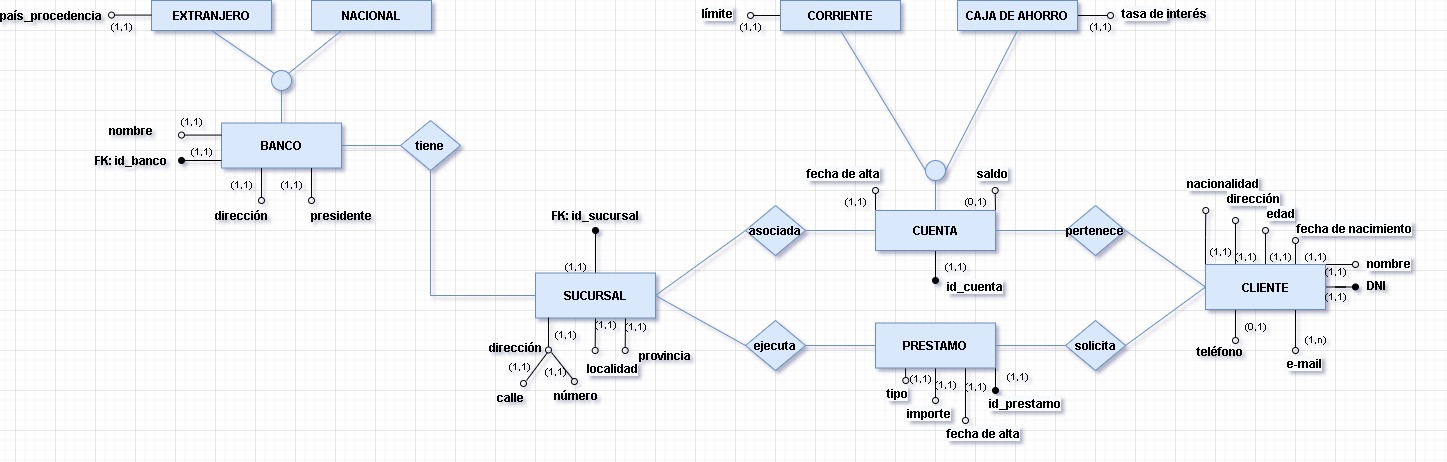 país_procedencia
(1,1)
EXTRANJERO
NACIONAL
límite
(1,1)
CORRIENTE
CAJA DE AHORRO
tasa de interés
(1,1)
nombre
(1,1)
FK: id_banco
(1,1)
BANCO
tiene
(1,1)
(1,1)
dirección
presidente
fecha de alta
(1,1)
saldo
(0,1)
FK: id_sucursal
(1,1)
asociada
CUENTA
pertenece
(1,1)
id_cuenta
nacionalidad
dirección
edad
fecha de nacimiento
(1,1)
(1,1)
(1,1)
(1,1)
nombre
(1,1)
CLIENTE
DNI
(1,1)
SUCURSAL
(1,1)
(1,1)
(1,1)
dirección
localidad
provincia
(1,1)
(1,1)
calle
número
ejecuta
PRESTAMO
solicita
(0,1)
teléfono
(1,n)
e-mail
(1,1)
(1,1)
(1,1)
(1,1)
tipo
importe
fecha de alta
id_prestamo